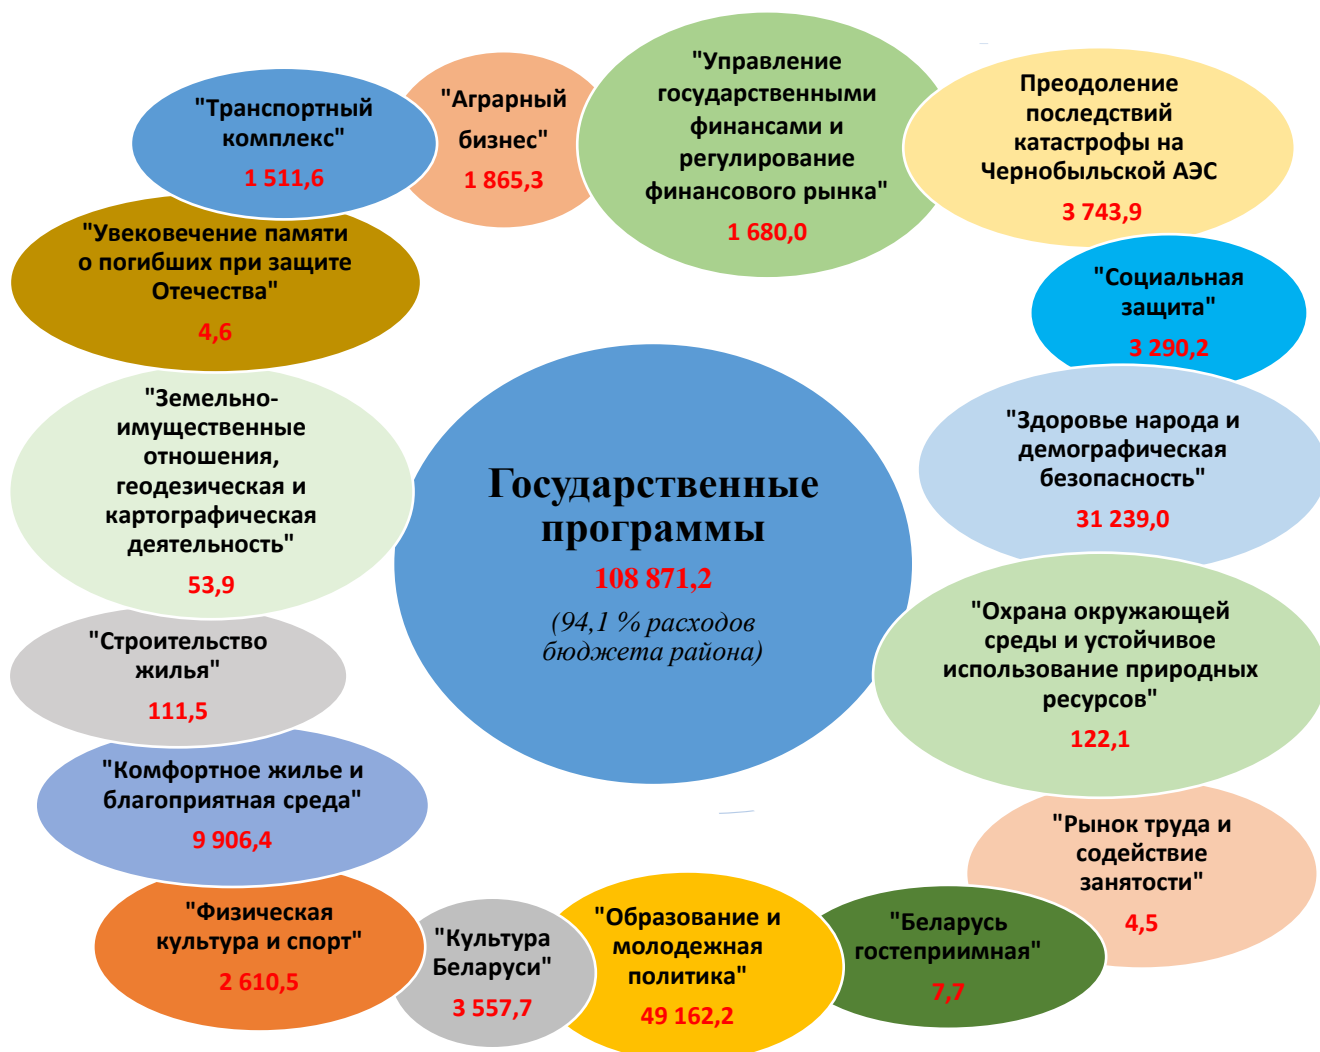 "Управление
государственными
финансами и
регулирование
финансового рынка"
1 680,0
Преодоление
последствий
катастрофы на
Чернобыльской АЭС
3 743,9
"Социальная
защита"
3 290,2
"Здоровье народа и
демографическая
безопасность"
31 239,0
"Охрана окружающей
среды и устойчивое
использование природных
ресурсов"
122,1
"Рынок труда и
содействие
занятости"
4,5
"Беларусь
гостеприимная"
7,7
"Образование и
молодежная
политика"
49 162,2
"Культура
Беларуси"
3 557,7
"Физическая
культура и спорт"
2 610,5
"Комфортное жилье и
благоприятная среда"
9 906,4
"Строительство
жилья"
111,5
"Земельно-
имущественные
отношения,
геодезическая и
картографическая
деятельность"
53,9
"Увековечение памяти
о погибших при защите
Отечества"
4,6
"Транспортный
комплекс"
1 511,6
"Аграрный
бизнес"
1 865,3
Государственные
программы
108 871,2
(94,1 % расходов
бюджета района)